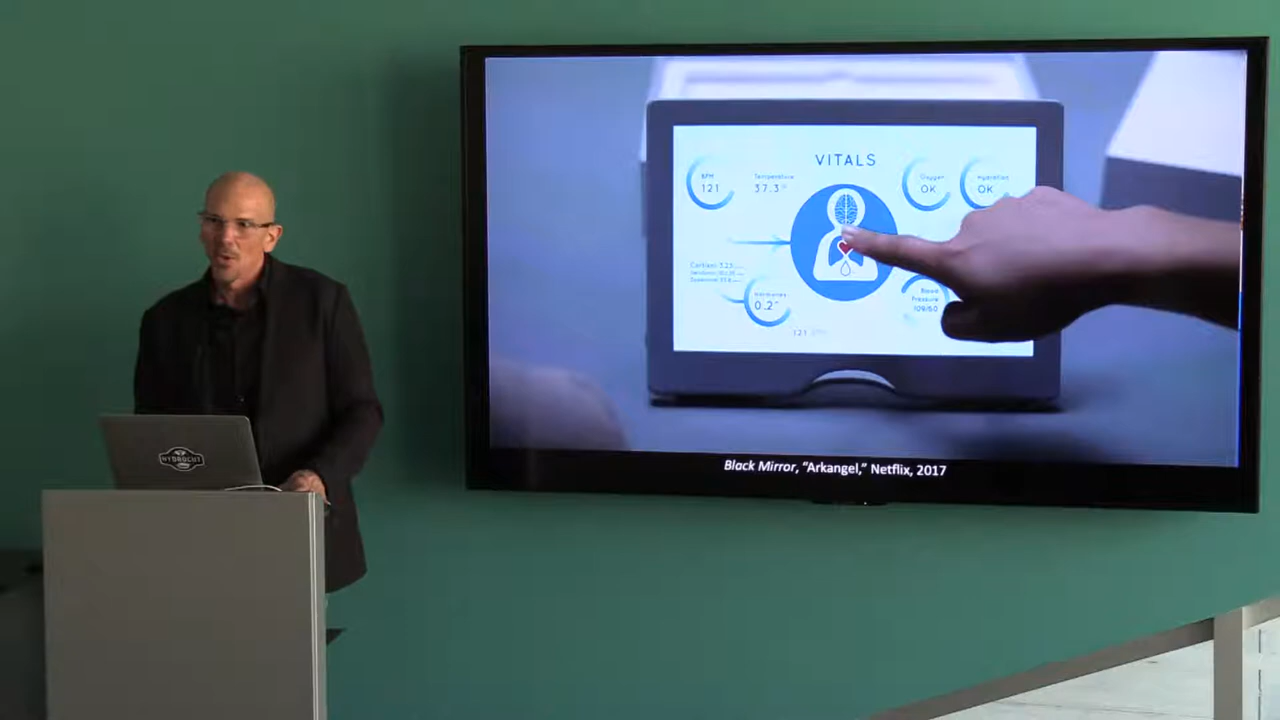 VITALS
BPM
121
Temperature
37.3°
Oxygen
OK
Hydration
OK
Hormones
0.2
Blood
Pressure
109/60
121
HYDROCUT
Black Mirror, “Arkangel,” Netflix, 2017